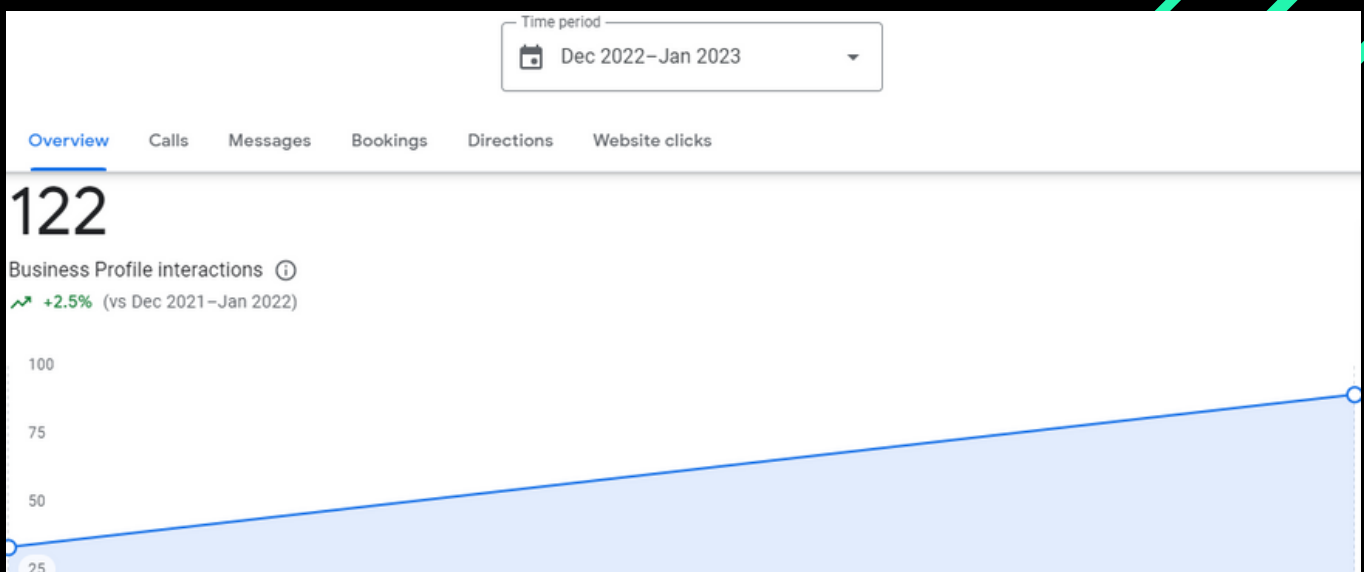 Time period
Dec 2022–Jan 2023
Overview Calls Messages Bookings Directions Website clicks
122
Business Profile interactions
+2.5% (vs Dec 2021–Jan 2022)
100
75
50
25